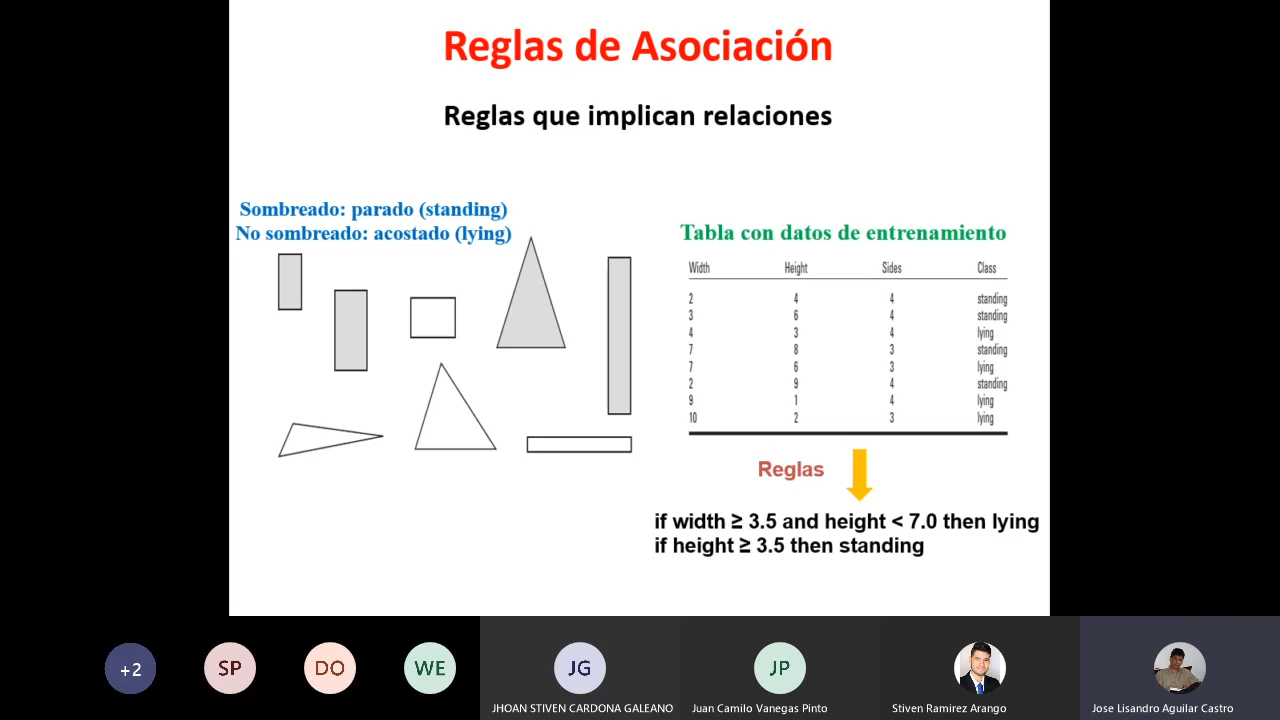 Reglas de Asociación
Reglas que implican relaciones
Sombreado: parado (standing)
No sombreado: acostado (lying)
Tabla con datos de entrenamiento
Width Height Sides Class
2 4 4 standing
3 6 4 standing
4 3 4 lying
7 8 3 standing
7 6 3 lying
2 9 4 standing
9 1 4 lying
10 2 3 lying
Reglas
if width ≥ 3.5 and height < 7.0 then lying
if height ≥ 3.5 then standing
+2 SP DO WE JG JP
JHOAN STIVEN CARDONA GALEANO Juan Camilo Vanegas Pinto Stiven Ramirez Arango Jose Lisandro Aguilar Castro